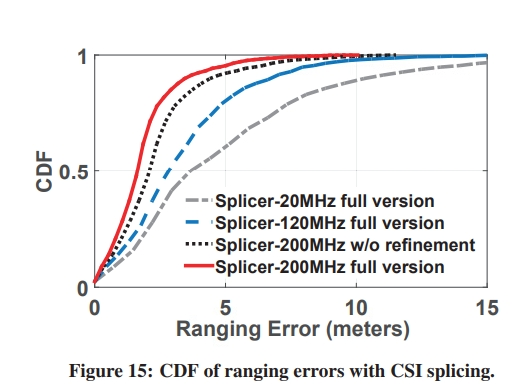 1
CDF
0.5
Splicer-20MHz full version
Splicer-120MHz full version
Splicer-200MHz w/o refinement
Splicer-200MHz full version
0
0 5 10 15
Ranging Error (meters)
Figure 15: CDF of ranging errors with CSI splicing.